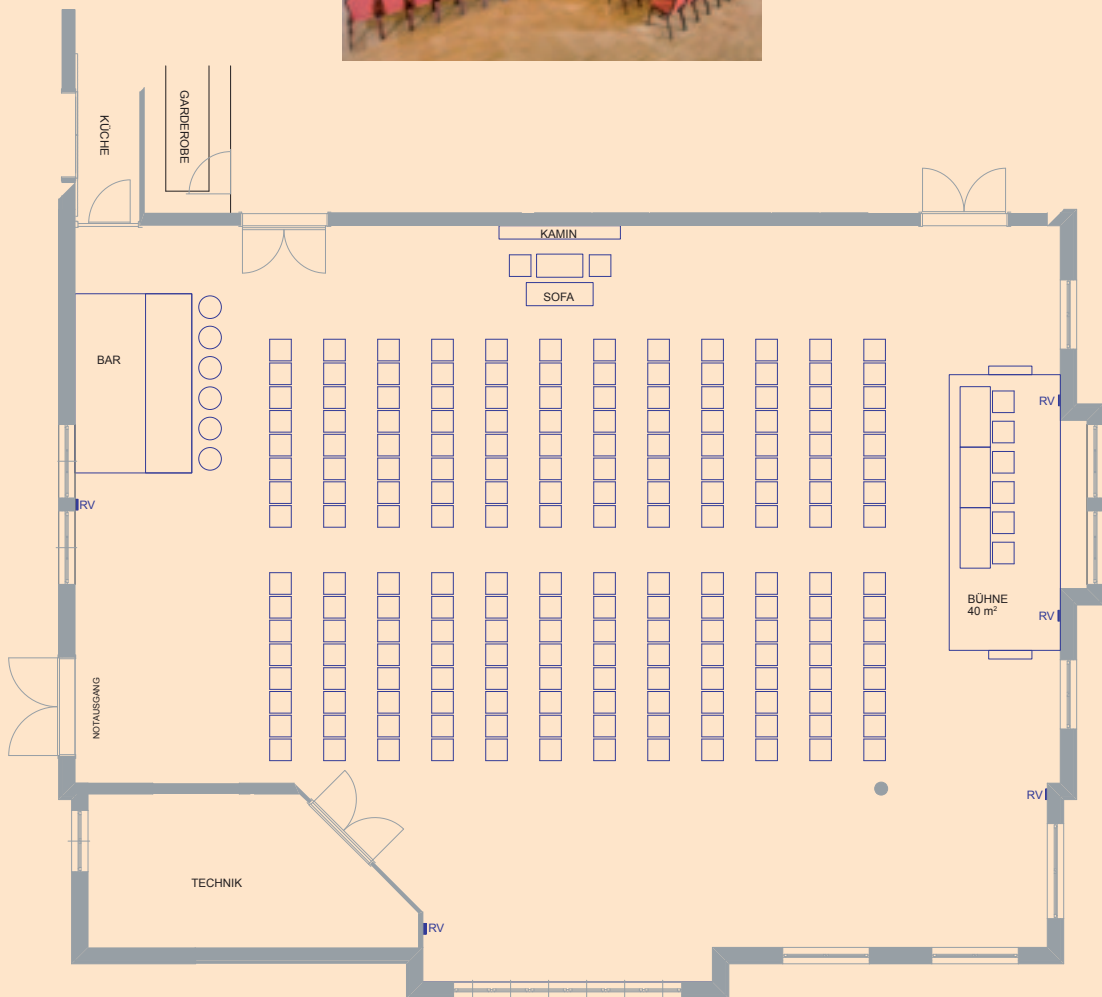 KÜCHE
GARDEROBE
KAMIN
SOFA
BAR
RV
RV
BÜHNE
40 m²
RV
NOTAUSGANG
RV
TECHNIK
RV